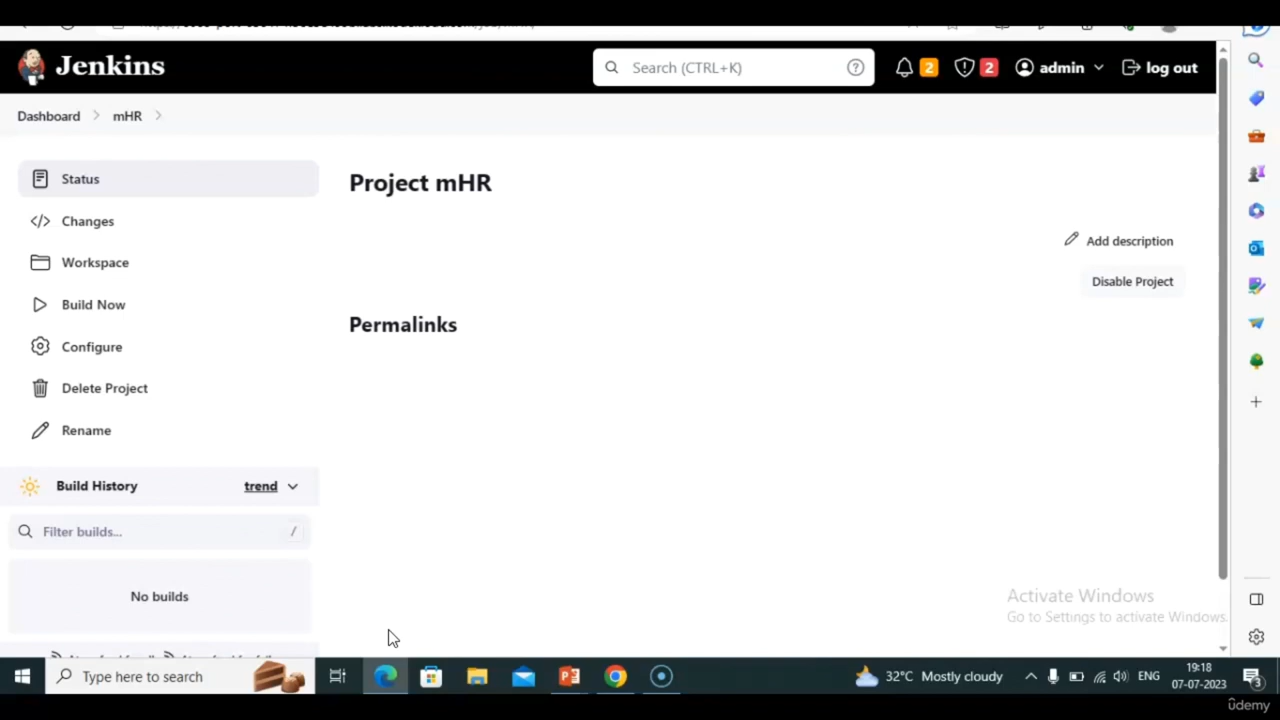 Jenkins
Search (CTRL+K)
?
2
2
admin
log out
Dashboard
mHR
Status
Project mHR
Changes
Add description
Workspace
Disable Project
Build Now
Permalinks
Configure
Delete Project
Rename
Build History
trend
Filter builds...
/
No builds
Activate Windows
Go to Settings to activate Windows.
Type here to search
32°C Mostly cloudy
ENG
19:18
07-07-2023
3
ûdemy